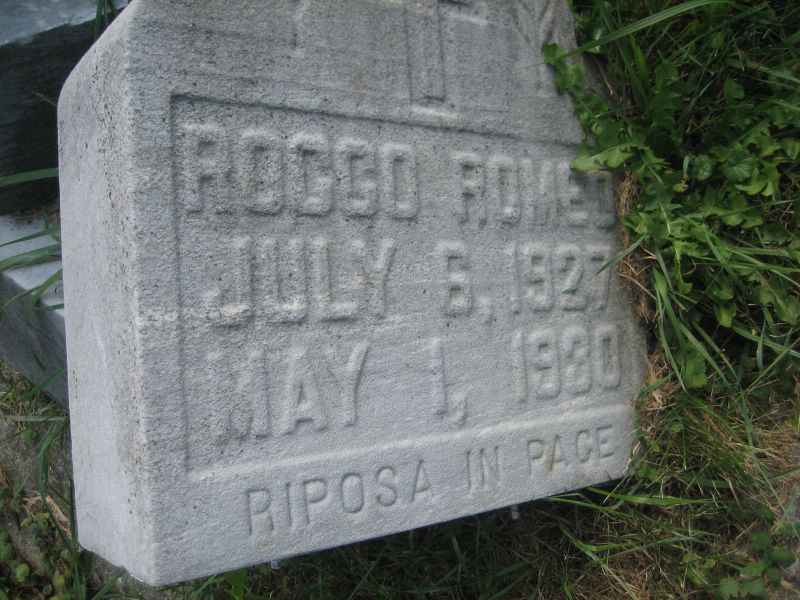 ROCCO ROMEO
JULY 6, 1927
MAY 1, 1930
RIPOSA IN PACE